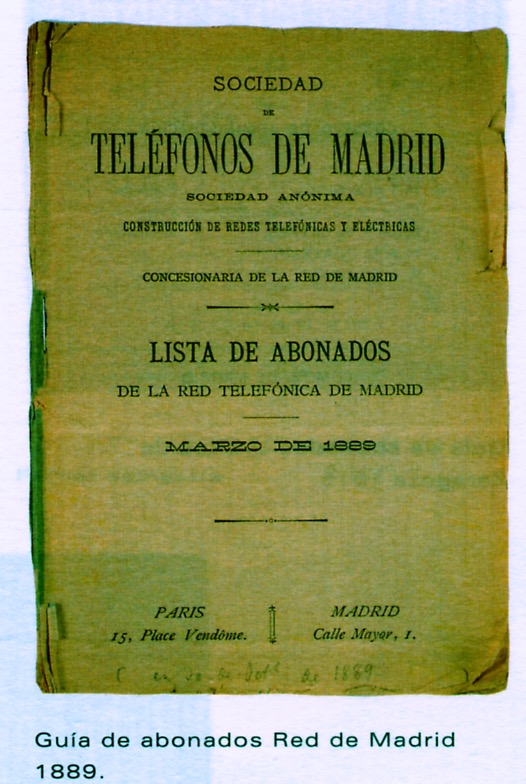 SOCIEDAD
DE
TELÉFONOS DE MADRID
SOCIEDAD ANÓNIMA
CONSTRUCCIÓN DE REDES TELEFÓNICAS Y ELÉCTRICAS
CONCESIONARIA DE LA RED DE MADRID
LISTA DE ABONADOS
DE LA RED TELEFÓNICA DE MADRID
MARZO DE 1889
PARIS
15, Place Vendôme.
MADRID
Calle Mayor, 1.
de 1889
Guía de abonados Red de Madrid
1889.